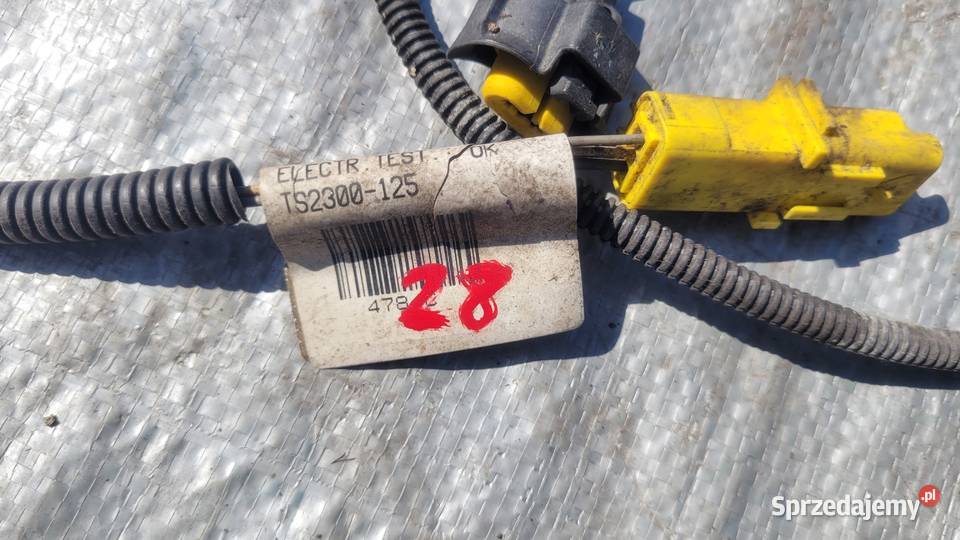 ELECTR. TEST. OK
TS2300-125
478
28
Sprzedajemy.pl